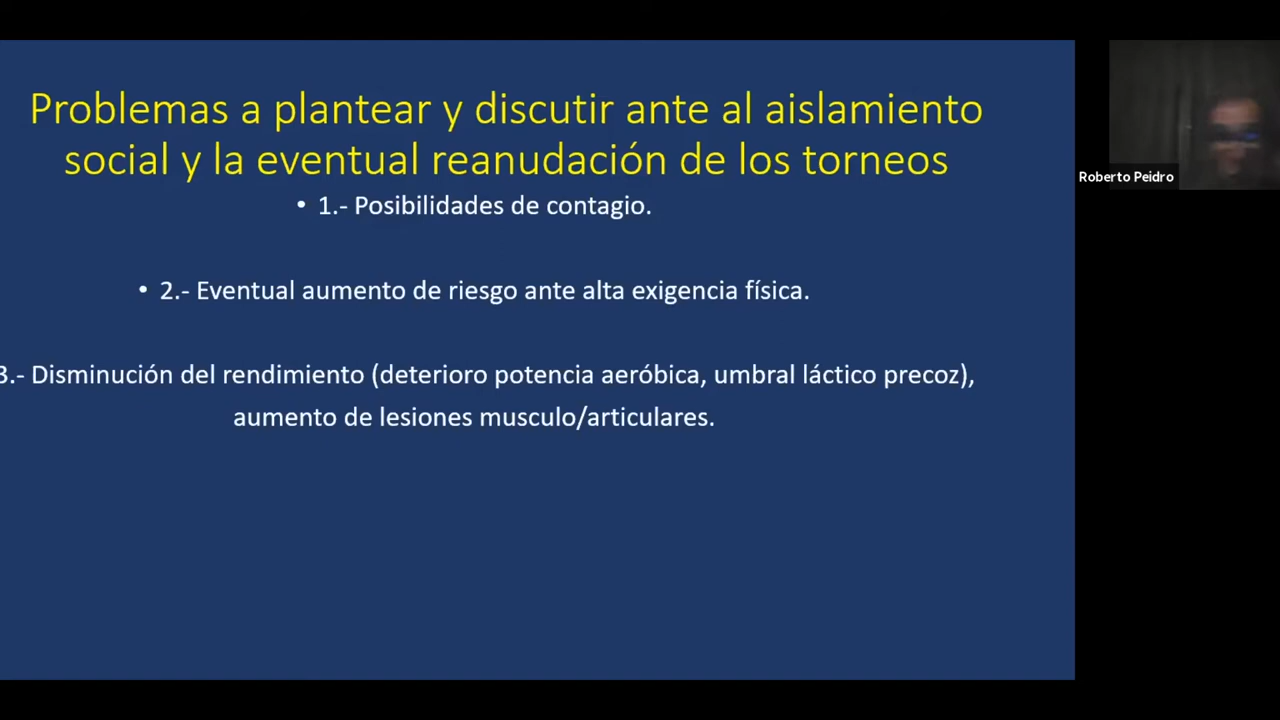 Problemas a plantear y discutir ante al aislamiento
social y la eventual reanudación de los torneos
• 1.- Posibilidades de contagio.
• 2.- Eventual aumento de riesgo ante alta exigencia física.
3.- Disminución del rendimiento (deterioro potencia aeróbica, umbral láctico precoz),
aumento de lesiones musculo/articulares.
Roberto Peidro